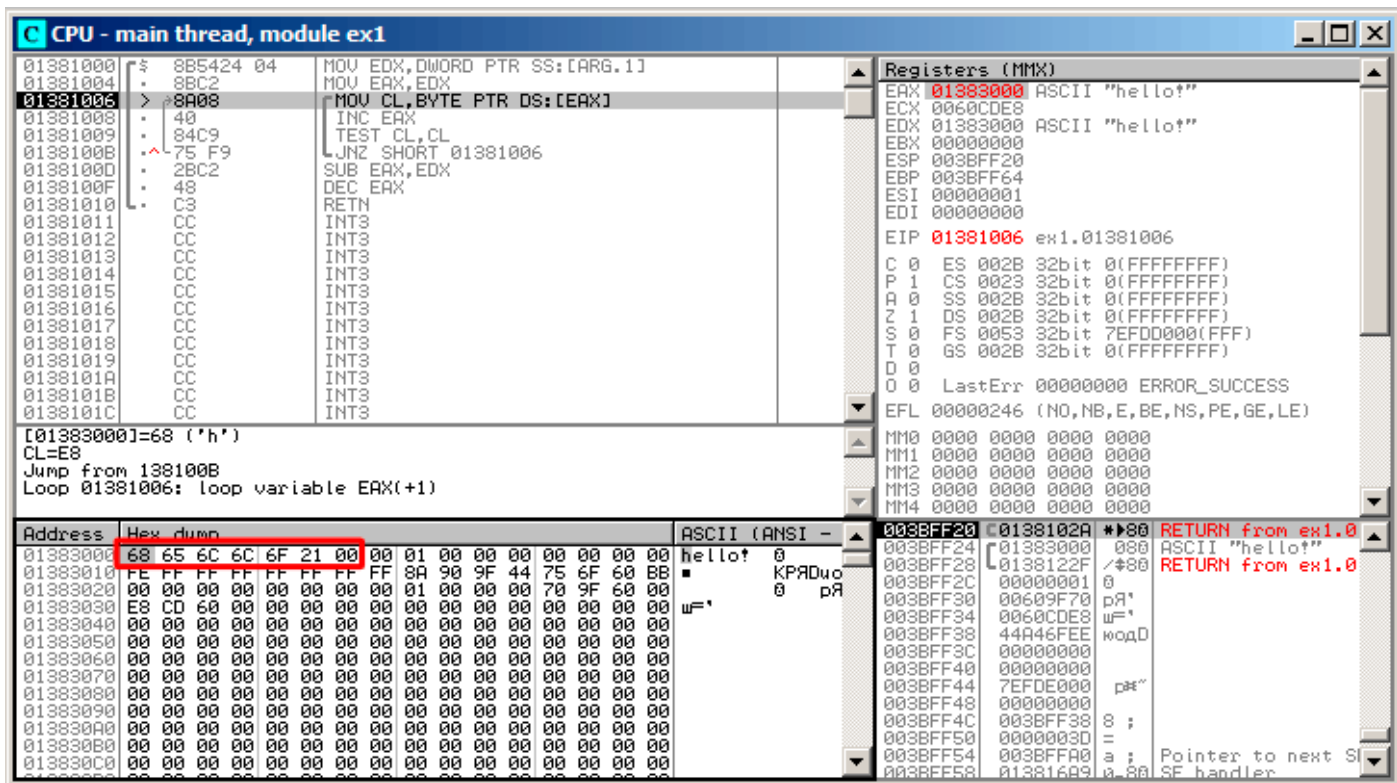 CPU - main thread, module ex1
01381000 $ 8B5424 04 MOV EDX,DWORD PTR SS:[ARG.1]
01381004 . 8BC2 MOV EAX,EDX
01381006 > 8A08 MOV CL,BYTE PTR DS:[EAX]
01381008 . 40 INC EAX
01381009 . 84C9 TEST CL,CL
0138100B .^ 75 F9 JNZ SHORT 01381006
0138100D . 2BC2 SUB EAX,EDX
0138100F . 48 DEC EAX
01381010 . C3 RETN
01381011 CC INT3
01381012 CC INT3
01381013 CC INT3
01381014 CC INT3
01381015 CC INT3
01381016 CC INT3
01381017 CC INT3
01381018 CC INT3
01381019 CC INT3
0138101A CC INT3
0138101B CC INT3
0138101C CC INT3
[01383000]=68 ('h')
CL=E8
Jump from 138100B
Loop 01381006: loop variable EAX(+1)
Registers (MMX)
EAX 01383000 ASCII "hello!"
ECX 0060CDE8
EDX 01383000 ASCII "hello!"
EBX 00000000
ESP 003BFF20
EBP 003BFF64
ESI 00000001
EDI 00000000
EIP 01381006 ex1.01381006
C 0 ES 002B 32bit 0(FFFFFFFF)
P 1 CS 0023 32bit 0(FFFFFFFF)
A 0 SS 002B 32bit 0(FFFFFFFF)
Z 1 DS 002B 32bit 0(FFFFFFFF)
S 0 FS 0053 32bit 7EFDD000(FFF)
T 0 GS 002B 32bit 0(FFFFFFFF)
D 0
O 0 LastErr 00000000 ERROR_SUCCESS
EFL 00000246 (NO,NB,E,BE,NS,PE,GE,LE)
MM0 0000 0000 0000 0000
MM1 0000 0000 0000 0000
MM2 0000 0000 0000 0000
MM3 0000 0000 0000 0000
MM4 0000 0000 0000 0000
Address Hex dump ASCII (ANSI -
01383000 68 65 6C 6C 6F 21 00 00 01 00 00 00 00 00 00 00 hello! 0
01383010 FE FF FF FF FF FF FF FF 8A 90 9F 44 75 6F 60 BB ■ КРЯDuo
01383020 00 00 00 00 00 00 00 00 01 00 00 00 70 9F 60 00 0 pЯ
01383030 E8 CD 60 00 00 00 00 00 00 00 00 00 00 00 00 00 ш='
01383040 00 00 00 00 00 00 00 00 00 00 00 00 00 00 00 00
01383050 00 00 00 00 00 00 00 00 00 00 00 00 00 00 00 00
01383060 00 00 00 00 00 00 00 00 00 00 00 00 00 00 00 00
01383070 00 00 00 00 00 00 00 00 00 00 00 00 00 00 00 00
01383080 00 00 00 00 00 00 00 00 00 00 00 00 00 00 00 00
01383090 00 00 00 00 00 00 00 00 00 00 00 00 00 00 00 00
013830A0 00 00 00 00 00 00 00 00 00 00 00 00 00 00 00 00
013830B0 00 00 00 00 00 00 00 00 00 00 00 00 00 00 00 00
013830C0 00 00 00 00 00 00 00 00 00 00 00 00 00 00 00 00
003BFF20 0138102A *►80 RETURN from ex1.0
003BFF24 01383000 080 ASCII "hello!"
003BFF28 0138122F /‡80 RETURN from ex1.0
003BFF2C 00000001 0
003BFF30 00609F70 pЯ'
003BFF34 0060CDE8 ш='
003BFF38 44A46FEE юoдD
003BFF3C 00000000
003BFF40 00000000
003BFF44 7EFDE000
003BFF48 00000000
003BFF4C 003BFF38 8 ;
003BFF50 0000003D =
003BFF54 003BFFA0 a ; Pointer to next S
003BFF58 013816A9 SE handler